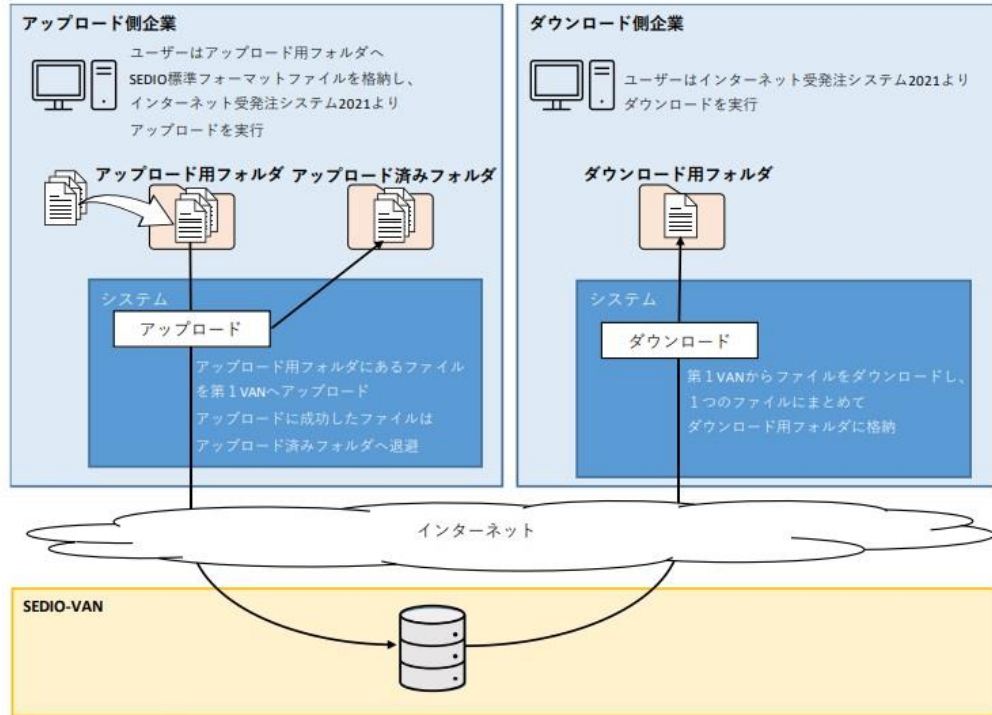 アップロード側企業
ユーザーはアップロード用フォルダへ
SEDIO標準フォーマットファイルを格納し、
インターネット受発注システム2021より
アップロードを実行
アップロード用フォルダ
アップロード済みフォルダ
システム
アップロード
アップロード用フォルダにあるファイル
を第１VANへアップロード
アップロードに成功したファイルは
アップロード済みフォルダへ退避
ダウンロード側企業
ユーザーはインターネット受発注システム2021より
ダウンロードを実行
ダウンロード用フォルダ
システム
ダウンロード
第１VANからファイルをダウンロードし、
１つのファイルにまとめて
ダウンロード用フォルダに格納
インターネット
SEDIO-VAN